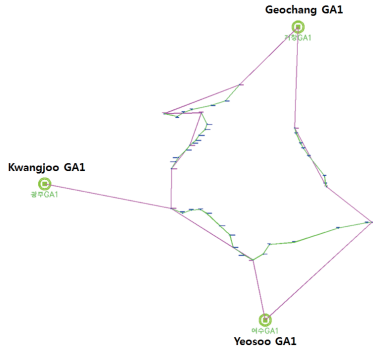 Geochang GA1
거창GA1
Kwangjoo GA1
광주GA1
여수GA1
Yeosoo GA1